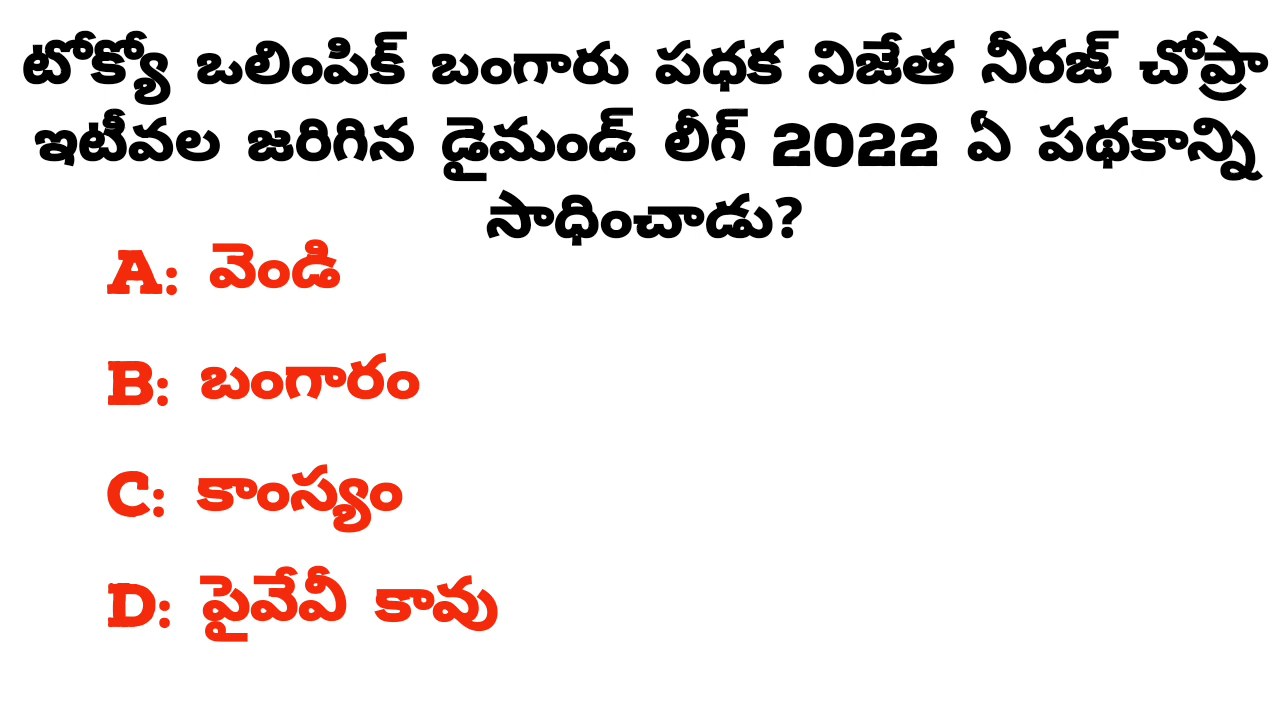 టోక్యో ఒలింపిక్ బంగారు పధక విజేత నీరజ్ చోప్రా
ఇటీవల జరిగిన డైమండ్ లీగ్ 2022 ఏ పథకాన్ని
సాధించాడు?
A: వెండి
B: బంగారం
C: కాంస్యం
D: పైవేవీ కావు